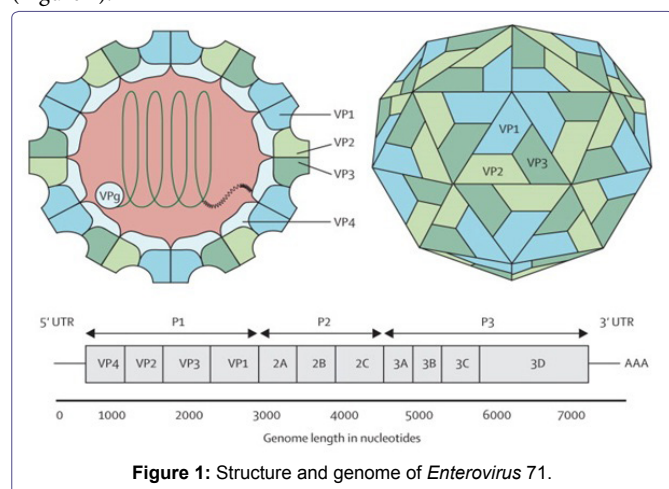 VP1
VP2
VP3
VP4
VPg
VP1
VP2
VP3
5' UTR P1 P2 P3 3' UTR
VP4 VP2 VP3 VP1 2A 2B 2C 3A 3B 3C 3D AAA
0 1000 2000 3000 4000 5000 6000 7000
Genome length in nucleotides
Figure 1: Structure and genome of Enterovirus 71.